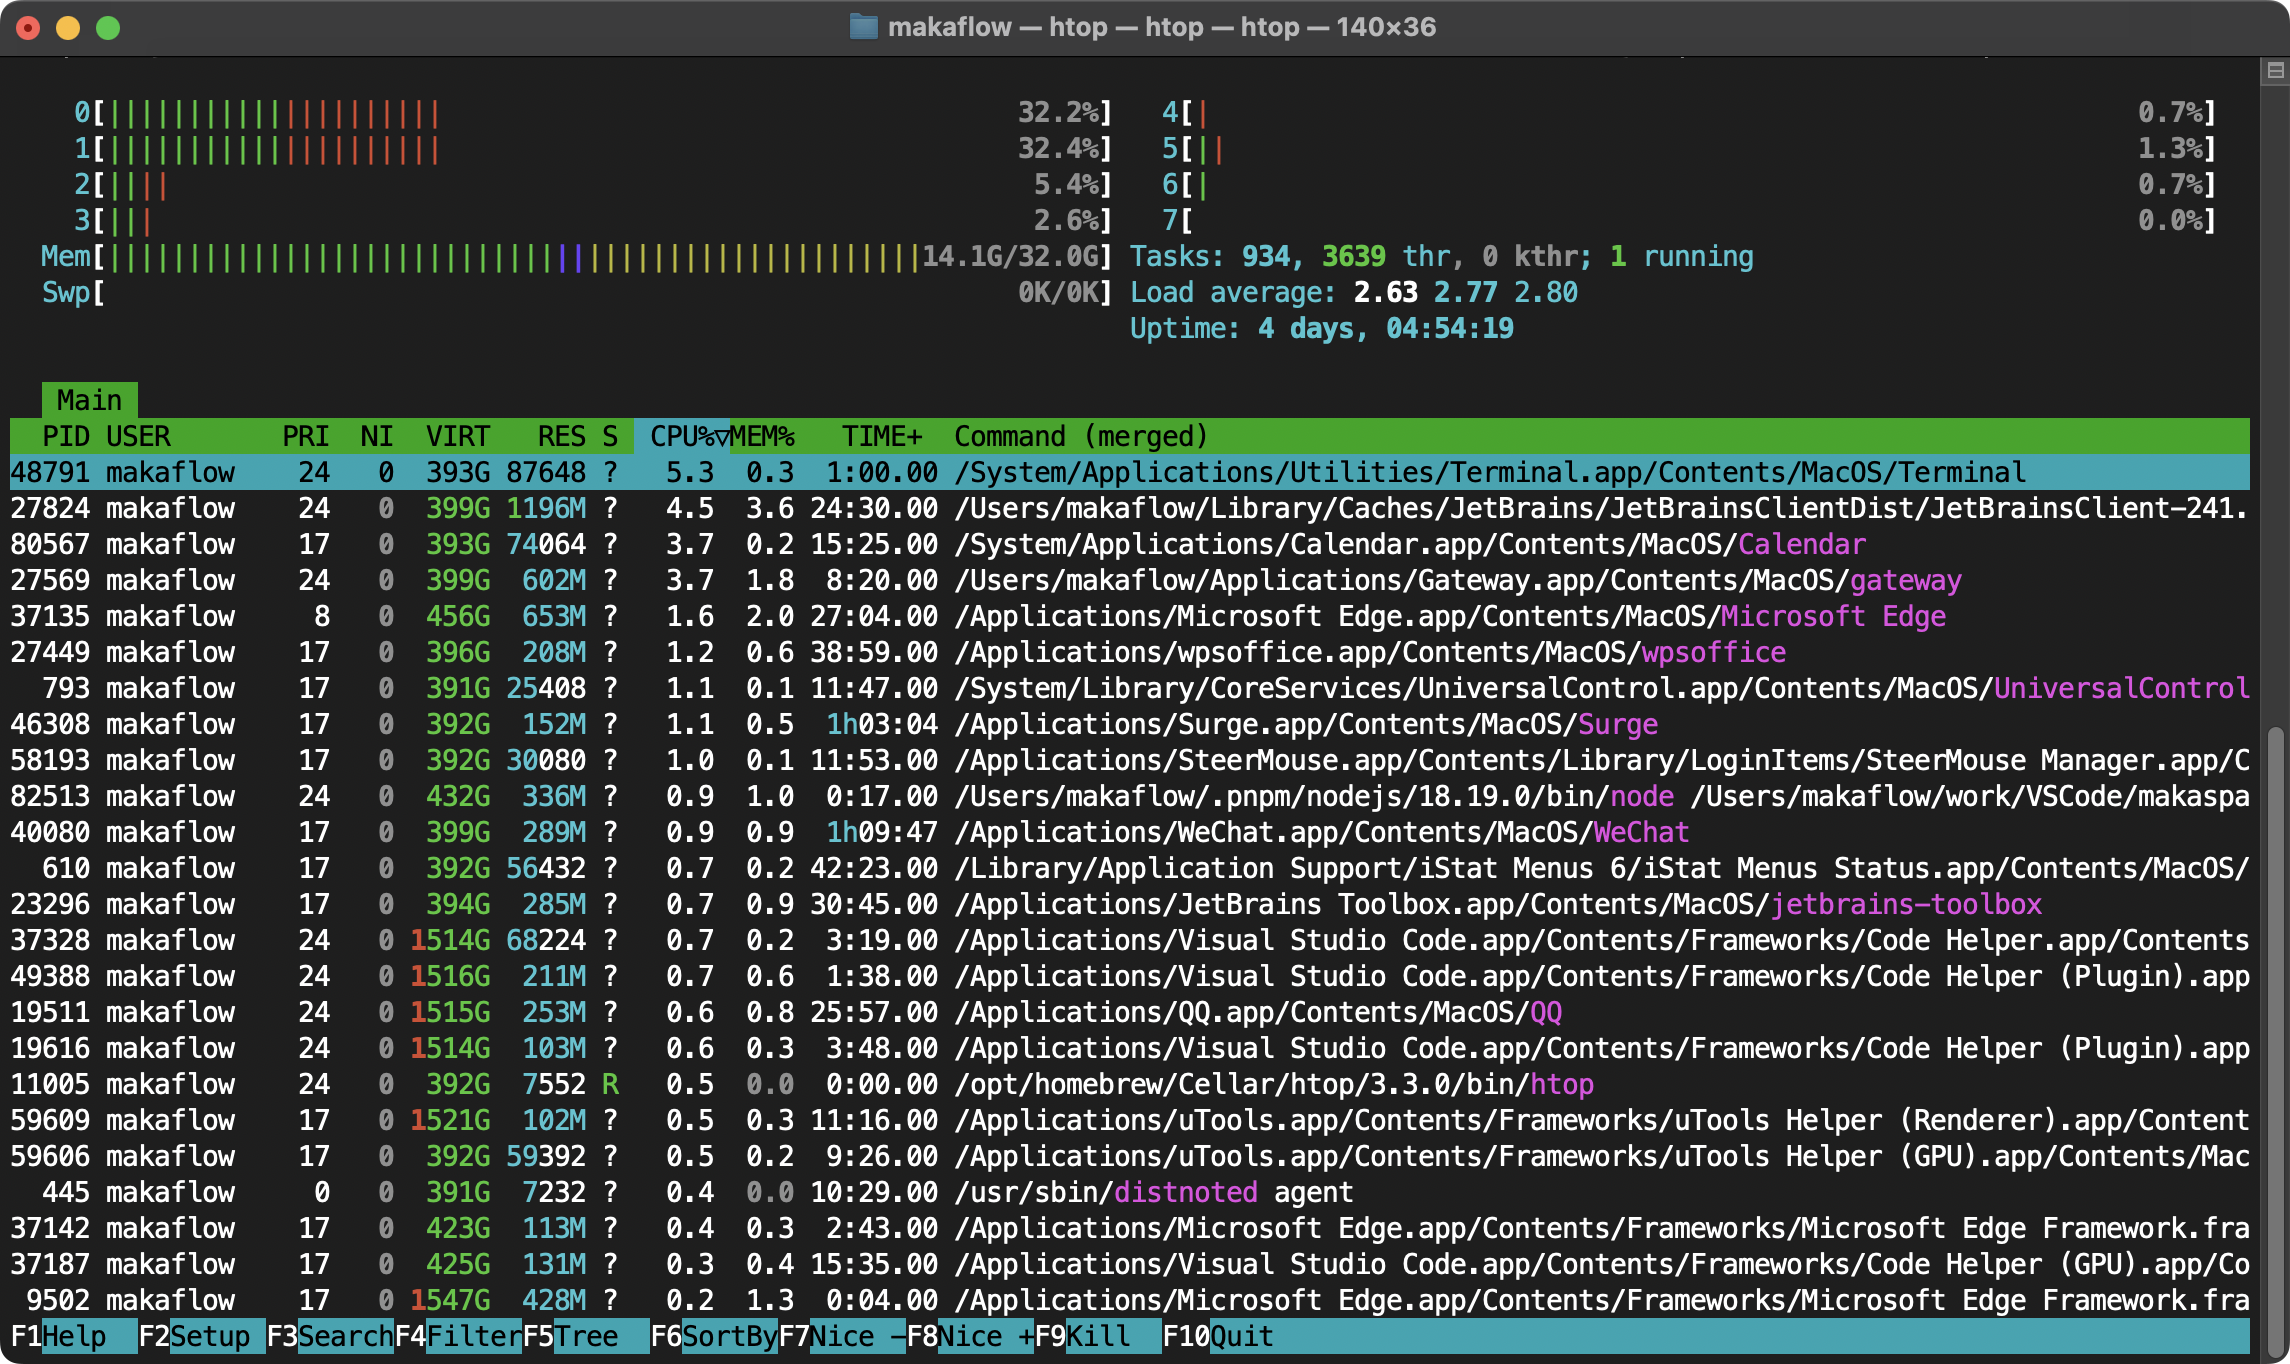 makaflow — htop — htop — htop — 140×36
0[||||||||||||||||||||| 32.2%] 4[| 0.7%]
1[||||||||||||||||||||| 32.4%] 5[|| 1.3%]
2[|||| 5.4%] 6[| 0.7%]
3[||| 2.6%] 7[ 0.0%]
Mem[|||||||||||||||||||||||||||||||||||||||||||||||||||14.1G/32.0G] Tasks: 934, 3639 thr, 0 kthr; 1 running
Swp[ 0K/0K] Load average: 2.63 2.77 2.80
Uptime: 4 days, 04:54:19
Main
PID USER PRI NI VIRT RES S CPU%▽MEM% TIME+ Command (merged)
48791 makaflow 24 0 393G 87648 ? 5.3 0.3 1:00.00 /System/Applications/Utilities/Terminal.app/Contents/MacOS/Terminal
27824 makaflow 24 0 399G 1196M ? 4.5 3.6 24:30.00 /Users/makaflow/Library/Caches/JetBrains/JetBrainsClientDist/JetBrainsClient-241.
80567 makaflow 17 0 393G 74064 ? 3.7 0.2 15:25.00 /System/Applications/Calendar.app/Contents/MacOS/Calendar
27569 makaflow 24 0 399G 602M ? 3.7 1.8 8:20.00 /Users/makaflow/Applications/Gateway.app/Contents/MacOS/gateway
37135 makaflow 8 0 456G 653M ? 1.6 2.0 27:04.00 /Applications/Microsoft Edge.app/Contents/MacOS/Microsoft Edge
27449 makaflow 17 0 396G 208M ? 1.2 0.6 38:59.00 /Applications/wpsoffice.app/Contents/MacOS/wpsoffice
793 makaflow 17 0 391G 25408 ? 1.1 0.1 11:47.00 /System/Library/CoreServices/UniversalControl.app/Contents/MacOS/UniversalControl
46308 makaflow 17 0 392G 152M ? 1.1 0.5 1h03:04 /Applications/Surge.app/Contents/MacOS/Surge
58193 makaflow 17 0 392G 30080 ? 1.0 0.1 11:53.00 /Applications/SteerMouse.app/Contents/Library/LoginItems/SteerMouse Manager.app/C
82513 makaflow 24 0 432G 336M ? 0.9 1.0 0:17.00 /Users/makaflow/.pnpm/nodejs/18.19.0/bin/node /Users/makaflow/work/VSCode/makaspa
40080 makaflow 17 0 399G 289M ? 0.9 0.9 1h09:47 /Applications/WeChat.app/Contents/MacOS/WeChat
610 makaflow 17 0 392G 56432 ? 0.7 0.2 42:23.00 /Library/Application Support/iStat Menus 6/iStat Menus Status.app/Contents/MacOS/
23296 makaflow 17 0 394G 285M ? 0.7 0.9 30:45.00 /Applications/JetBrains Toolbox.app/Contents/MacOS/jetbrains-toolbox
37328 makaflow 24 0 1514G 68224 ? 0.7 0.2 3:19.00 /Applications/Visual Studio Code.app/Contents/Frameworks/Code Helper.app/Contents
49388 makaflow 24 0 1516G 211M ? 0.7 0.6 1:38.00 /Applications/Visual Studio Code.app/Contents/Frameworks/Code Helper (Plugin).app
19511 makaflow 24 0 1515G 253M ? 0.6 0.8 25:57.00 /Applications/QQ.app/Contents/MacOS/QQ
19616 makaflow 24 0 1514G 103M ? 0.6 0.3 3:48.00 /Applications/Visual Studio Code.app/Contents/Frameworks/Code Helper (Plugin).app
11005 makaflow 24 0 392G 7552 R 0.5 0.0 0:00.00 /opt/homebrew/Cellar/htop/3.3.0/bin/htop
59609 makaflow 17 0 1521G 102M ? 0.5 0.3 11:16.00 /Applications/uTools.app/Contents/Frameworks/uTools Helper (Renderer).app/Content
59606 makaflow 17 0 392G 59392 ? 0.5 0.2 9:26.00 /Applications/uTools.app/Contents/Frameworks/uTools Helper (GPU).app/Contents/Mac
445 makaflow 0 0 391G 7232 ? 0.4 0.0 10:29.00 /usr/sbin/distnoted agent
37142 makaflow 17 0 423G 113M ? 0.4 0.3 2:43.00 /Applications/Microsoft Edge.app/Contents/Frameworks/Microsoft Edge Framework.fra
37187 makaflow 17 0 425G 131M ? 0.3 0.4 15:35.00 /Applications/Visual Studio Code.app/Contents/Frameworks/Code Helper (GPU).app/Co
9502 makaflow 17 0 1547G 428M ? 0.2 1.3 0:04.00 /Applications/Microsoft Edge.app/Contents/Frameworks/Microsoft Edge Framework.fra
F1Help F2Setup F3SearchF4FilterF5Tree F6SortByF7Nice -F8Nice +F9Kill F10Quit